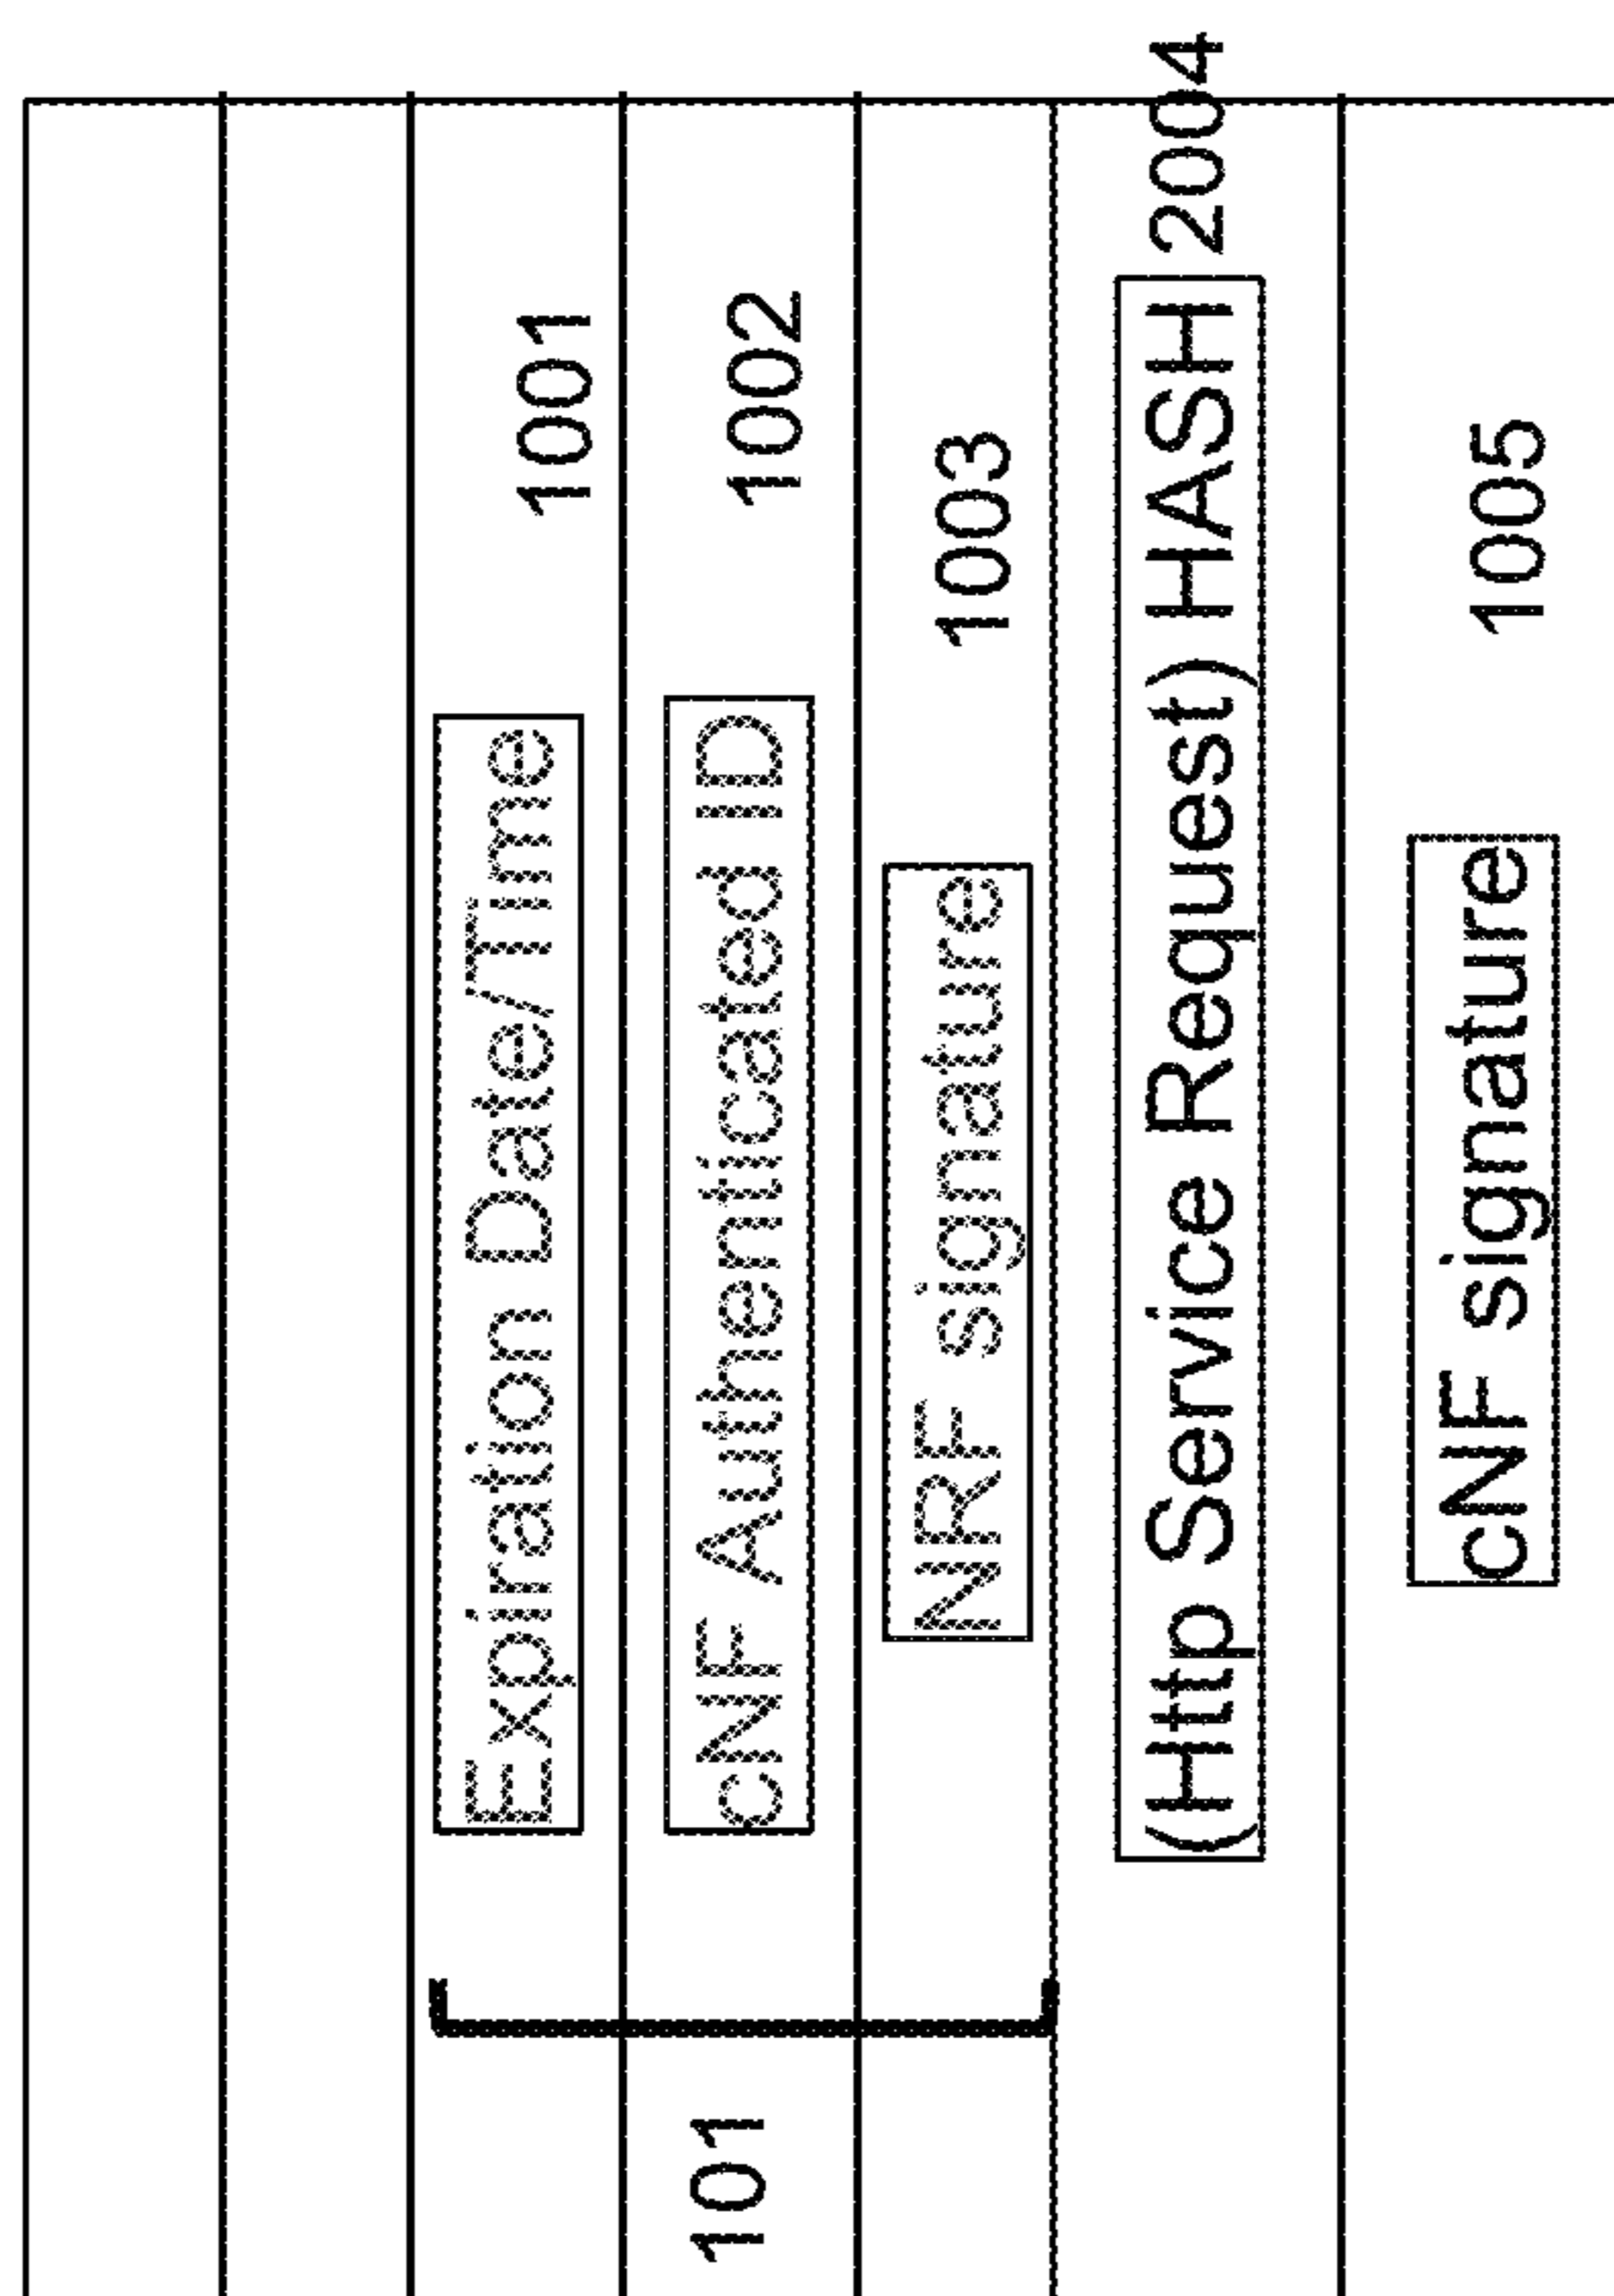 Expiration Date/Time 1001
101 cNF Authenticated ID 1002
NRF signature 1003
(Http Service Request) HASH 2004
cNF signature 1005